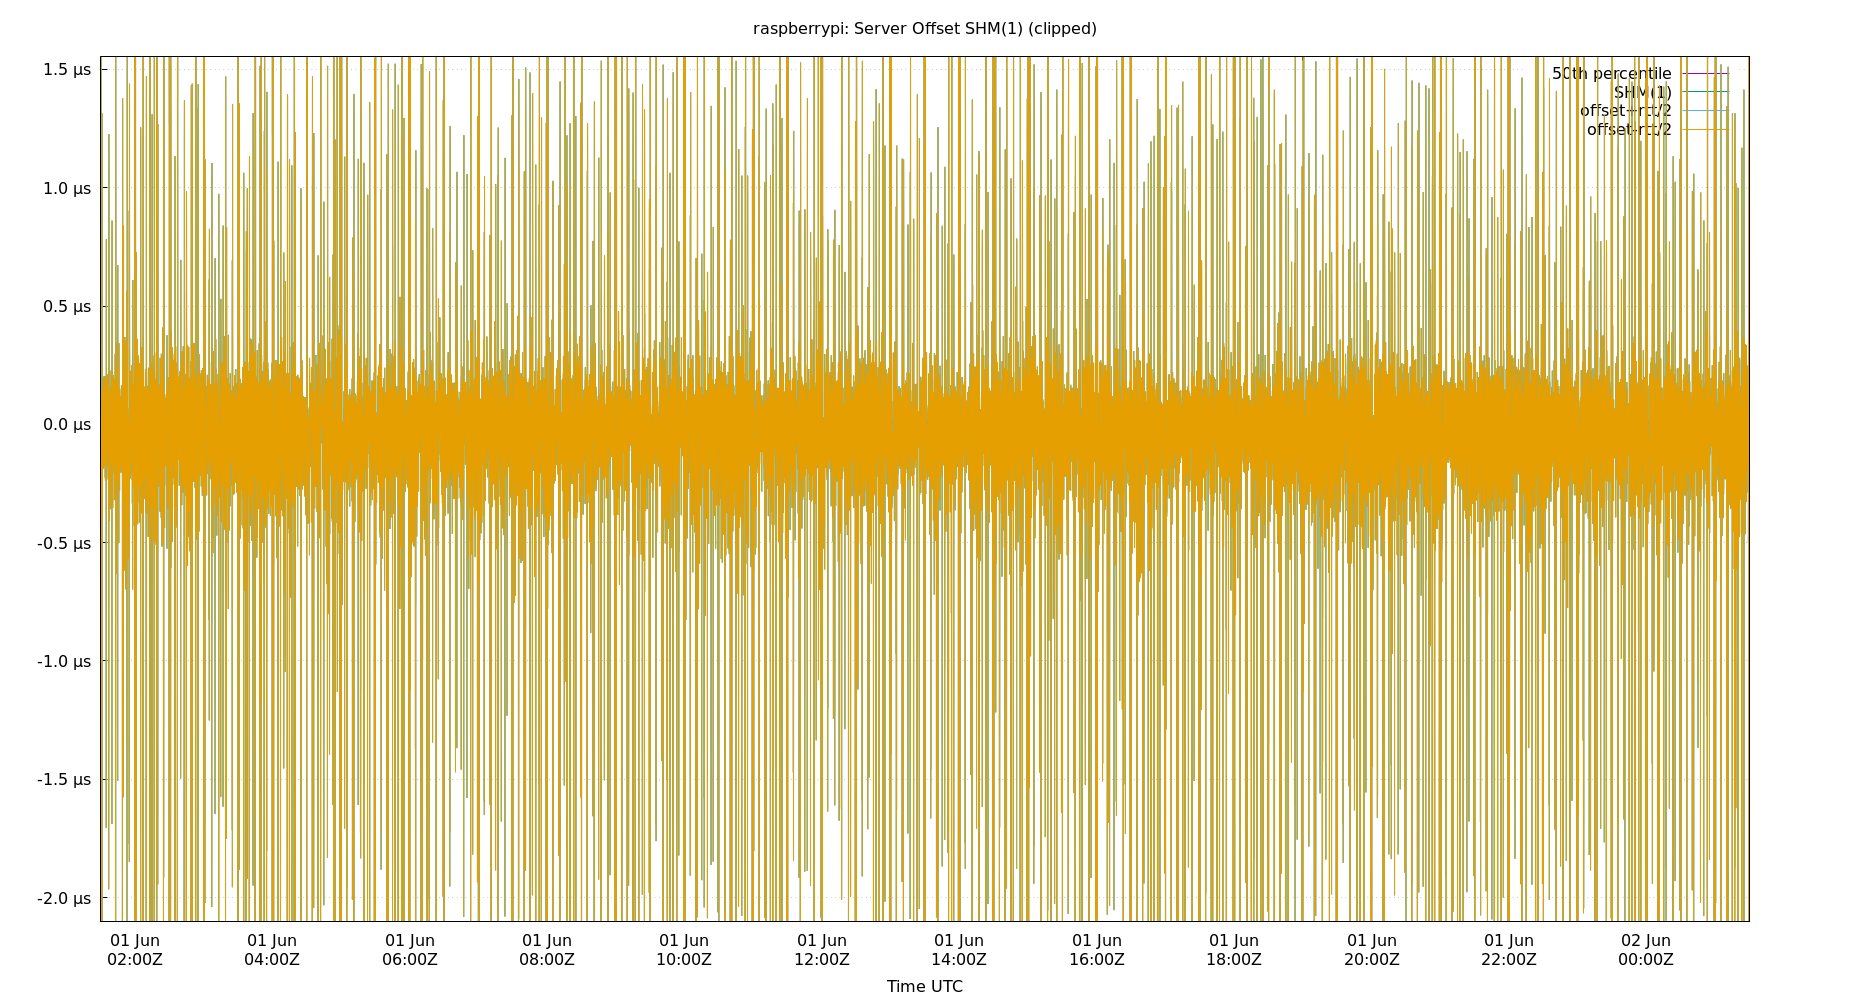 raspberrypi: Server Offset SHM(1) (clipped)
1.5 μs
1.0 μs
0.5 μs
0.0 μs
-0.5 μs
-1.0 μs
-1.5 μs
-2.0 μs
50th percentile
SHM(1)
offset+rtt/2
offset-rtt/2
01 Jun 01 Jun 01 Jun 01 Jun 01 Jun 01 Jun 01 Jun 01 Jun 01 Jun 01 Jun 01 Jun 02 Jun
02:00Z 04:00Z 06:00Z 08:00Z 10:00Z 12:00Z 14:00Z 16:00Z 18:00Z 20:00Z 22:00Z 00:00Z
Time UTC